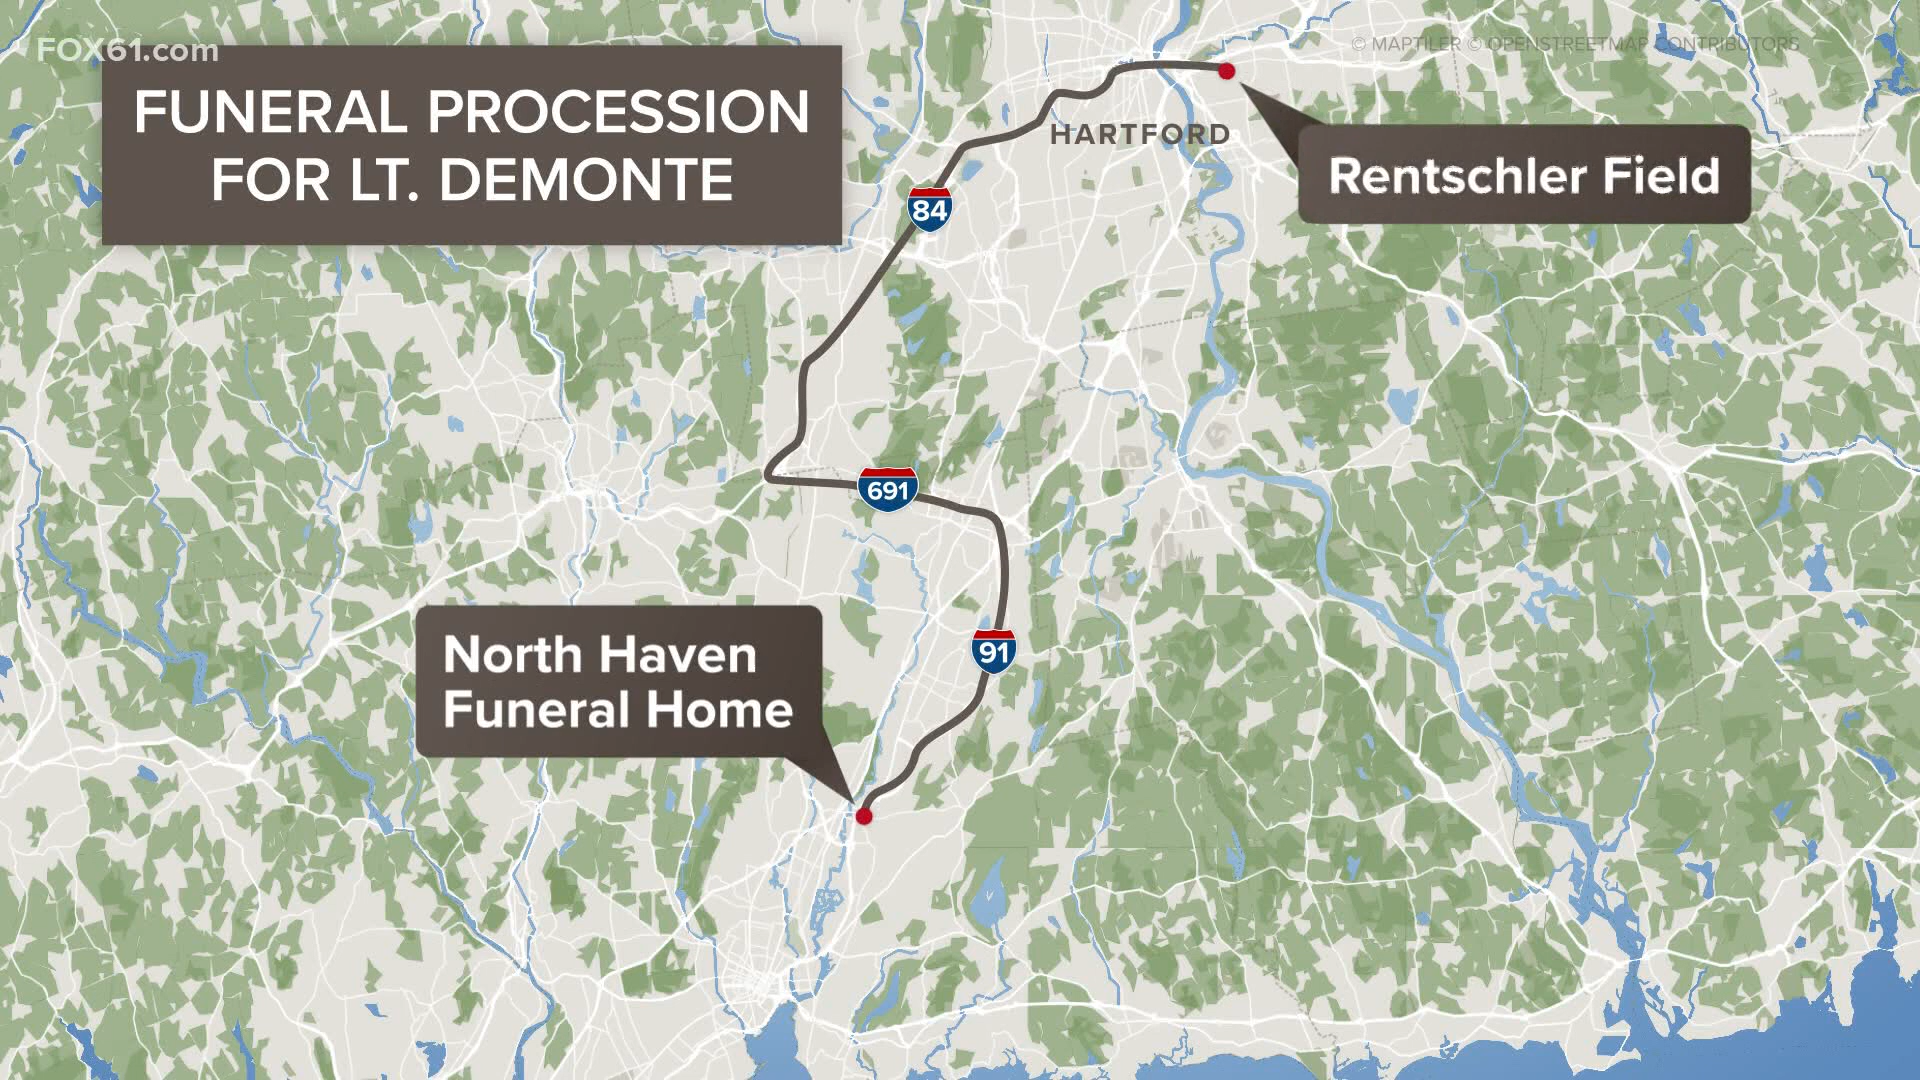 FOX61.com
© MAPTILER © OPENSTREETMAP CONTRIBUTORS
FUNERAL PROCESSION
FOR LT. DEMONTE
HARTFORD
Rentschler Field
84
691
North Haven
Funeral Home
91